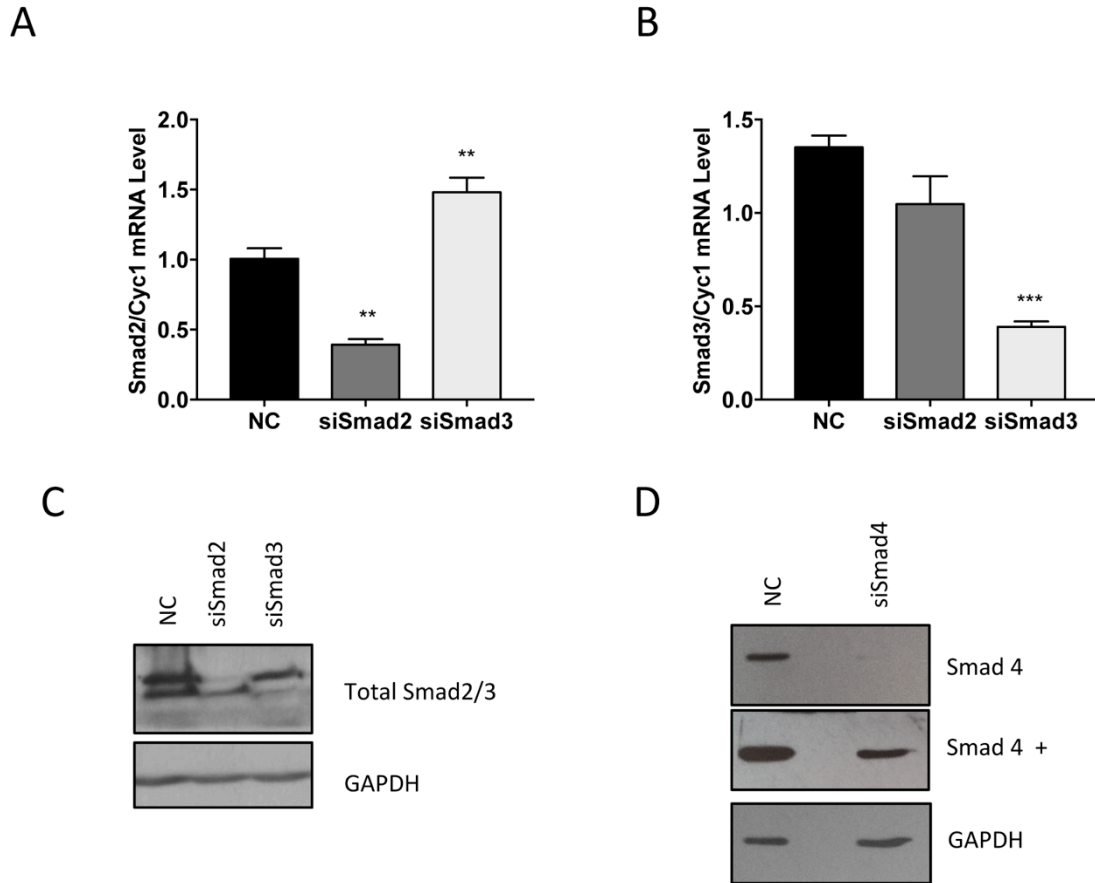 A
B
Smad2/Cyc1 mRNA Level
2.0
1.5
1.0
0.5
0.0
**
**
NC siSmad2 siSmad3
Smad3/Cyc1 mRNA Level
1.5
1.0
0.5
0.0
***
NC siSmad2 siSmad3
C
D
NC
siSmad2
siSmad3
Total Smad2/3
GAPDH
NC
siSmad4
Smad 4
Smad 4 +
GAPDH